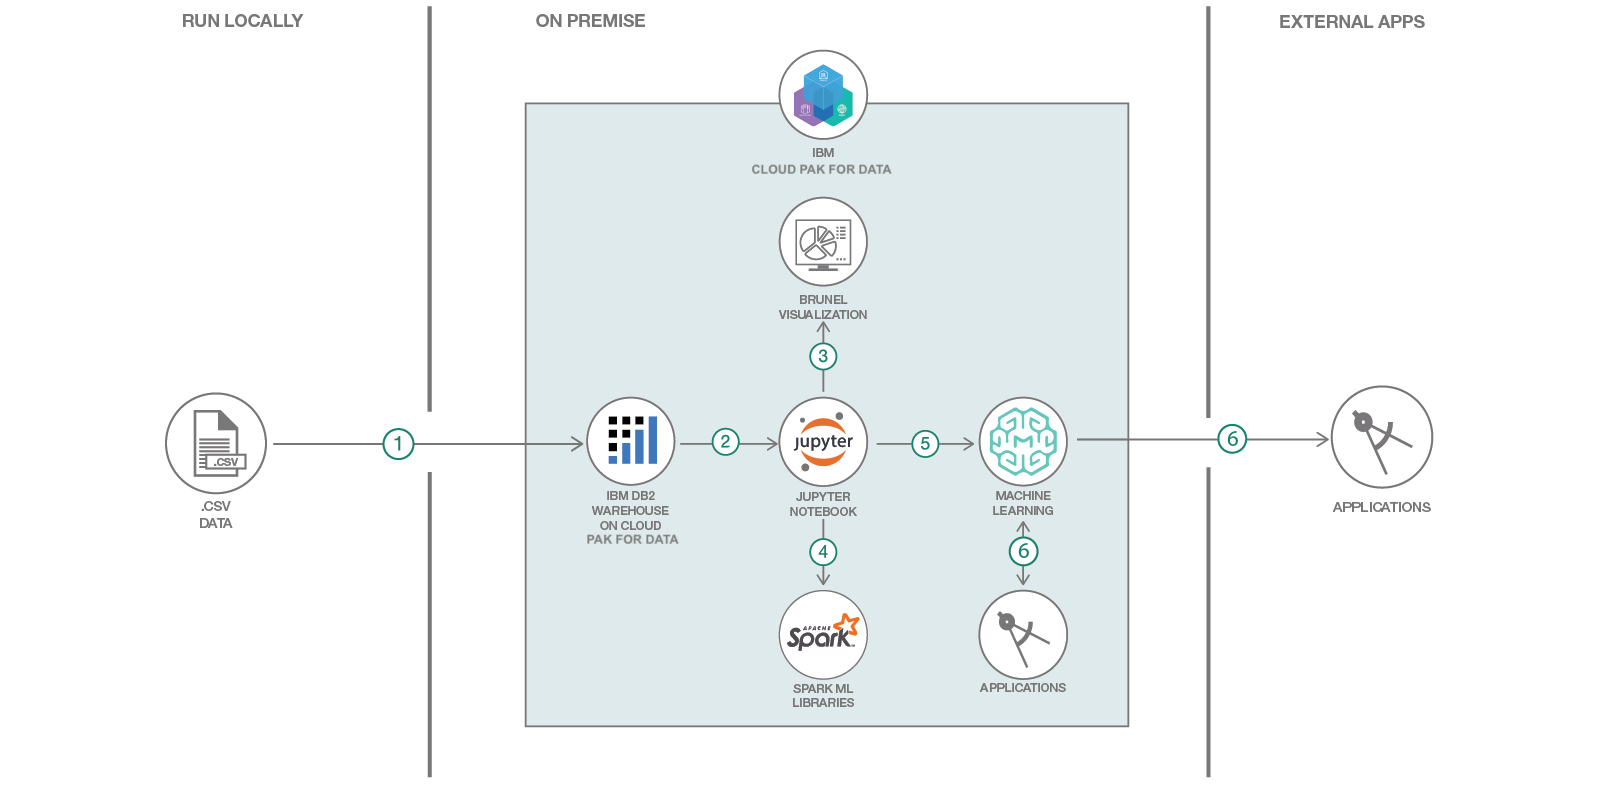 RUN LOCALLY
ON PREMISE
EXTERNAL APPS
IBM
CLOUD PAK FOR DATA
BRUNEL
VISUALIZATION
3
.CSV
.CSV
DATA
1
IBM DB2
WAREHOUSE
ON CLOUD
PAK FOR DATA
2
jupyter
JUPYTER
NOTEBOOK
5
MACHINE
LEARNING
6
APPLICATIONS
4
APACHE
Spark
SPARK ML
LIBRARIES
6
APPLICATIONS